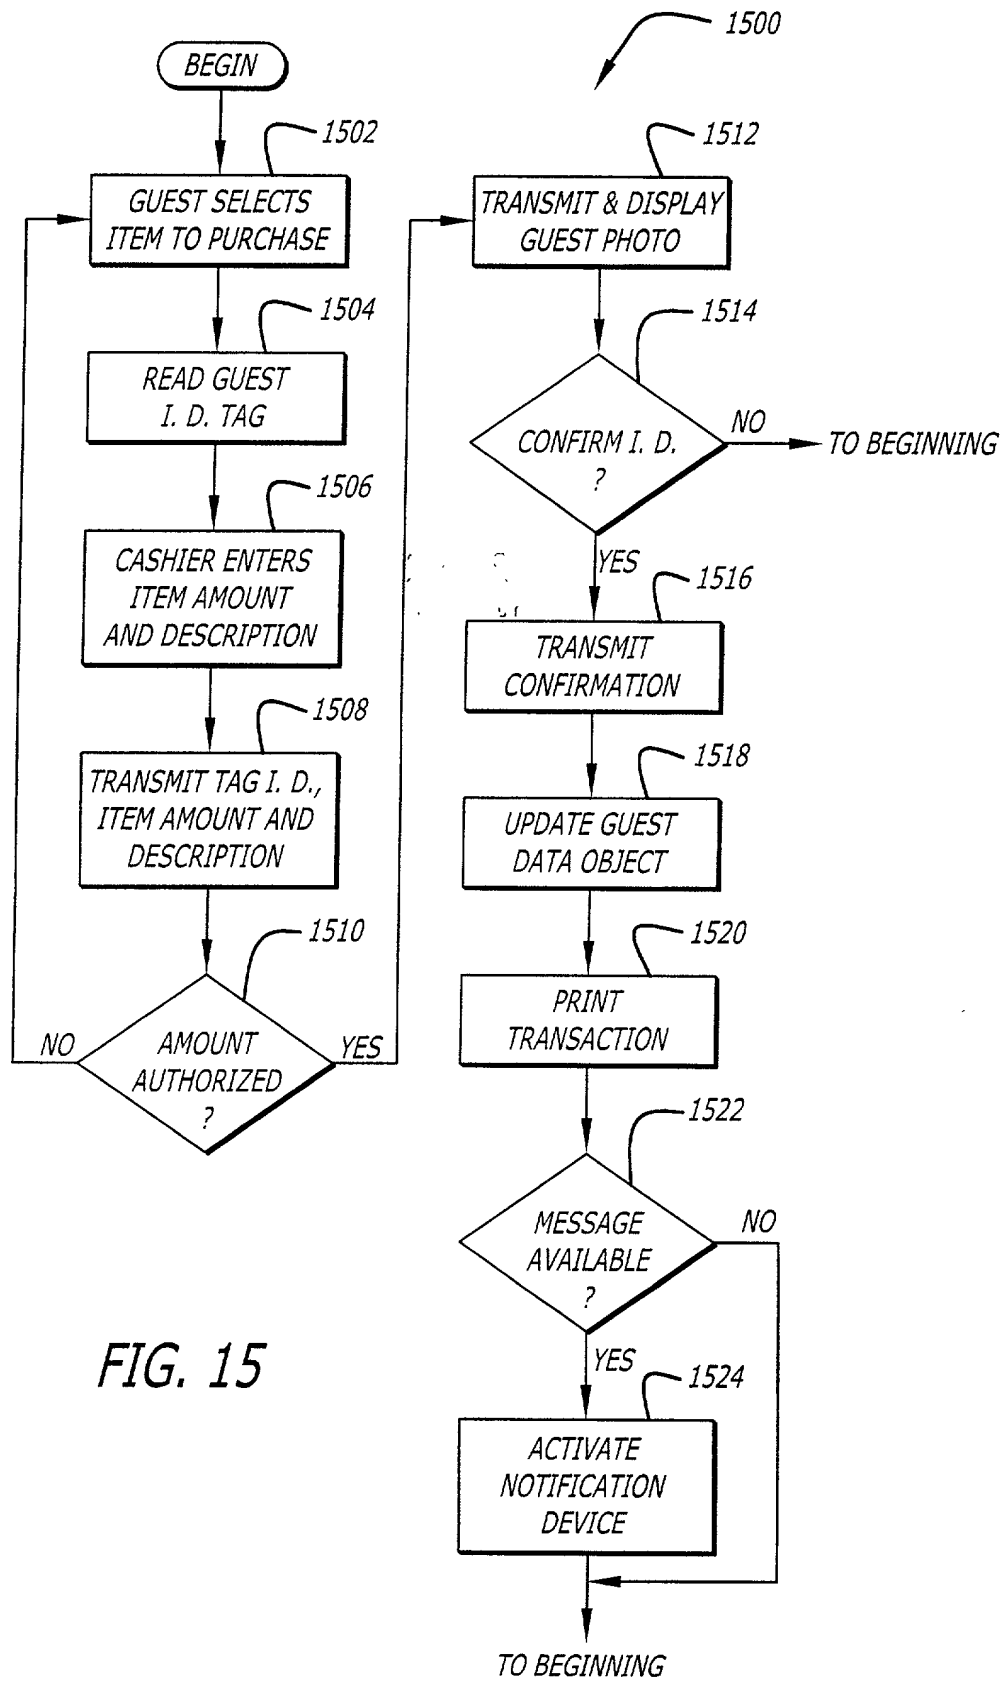 1500
BEGIN
1502
GUEST SELECTS
ITEM TO PURCHASE
1504
READ GUEST
I. D. TAG
1506
CASHIER ENTERS
ITEM AMOUNT
AND DESCRIPTION
1508
TRANSMIT TAG I. D.,
ITEM AMOUNT AND
DESCRIPTION
1510
AMOUNT
AUTHORIZED
?
NO
YES
1512
TRANSMIT & DISPLAY
GUEST PHOTO
1514
CONFIRM I. D.
?
NO
TO BEGINNING
YES
1516
TRANSMIT
CONFIRMATION
1518
UPDATE GUEST
DATA OBJECT
1520
PRINT
TRANSACTION
1522
MESSAGE
AVAILABLE
?
NO
YES
1524
ACTIVATE
NOTIFICATION
DEVICE
TO BEGINNING
FIG. 15